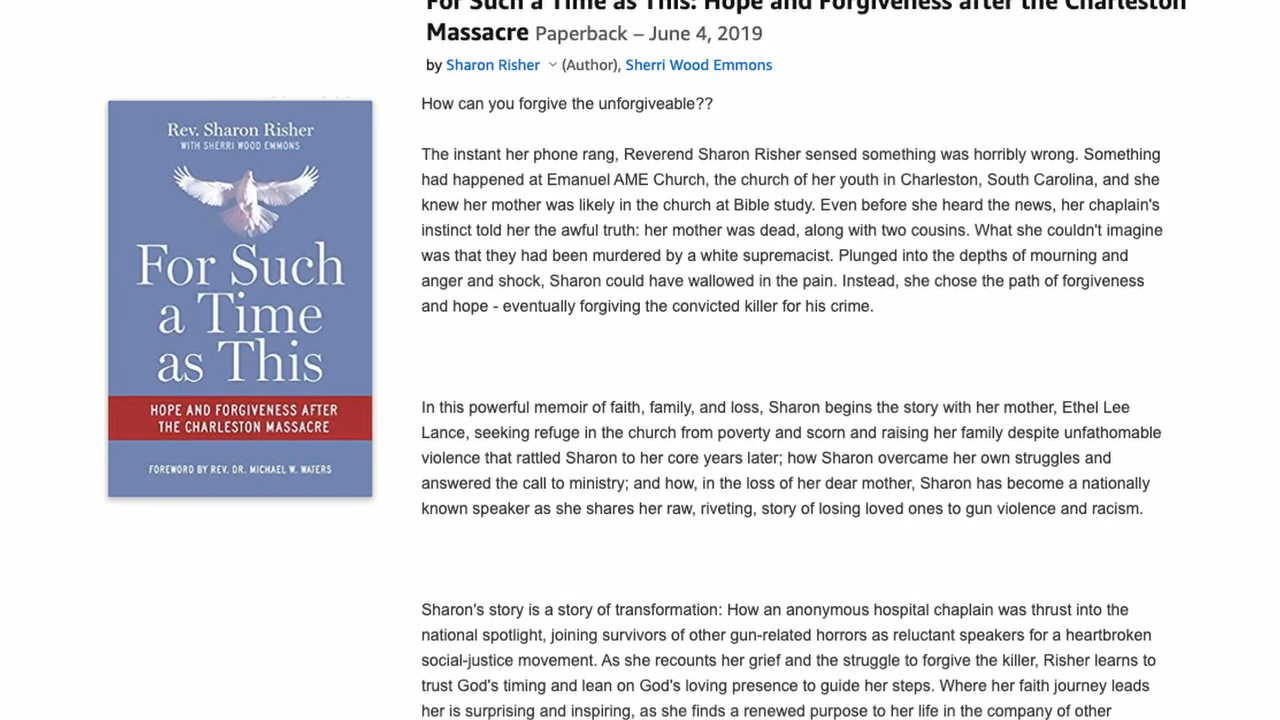 For Such a Time as This: Hope and Forgiveness after the Charleston
Massacre Paperback – June 4, 2019
by Sharon Risher (Author), Sherri Wood Emmons
Rev. Sharon Risher
WITH SHERRI WOOD EMMONS
For Such
a Time
as This
HOPE AND FORGIVENESS AFTER
THE CHARLESTON MASSACRE
FOREWORD BY REV. DR. MICHAEL W. WATERS
How can you forgive the unforgiveable??
The instant her phone rang, Reverend Sharon Risher sensed something was horribly wrong. Something
had happened at Emanuel AME Church, the church of her youth in Charleston, South Carolina, and she
knew her mother was likely in the church at Bible study. Even before she heard the news, her chaplain's
instinct told her the awful truth: her mother was dead, along with two cousins. What she couldn't imagine
was that they had been murdered by a white supremacist. Plunged into the depths of mourning and
anger and shock, Sharon could have wallowed in the pain. Instead, she chose the path of forgiveness
and hope - eventually forgiving the convicted killer for his crime.
In this powerful memoir of faith, family, and loss, Sharon begins the story with her mother, Ethel Lee
Lance, seeking refuge in the church from poverty and scorn and raising her family despite unfathomable
violence that rattled Sharon to her core years later; how Sharon overcame her own struggles and
answered the call to ministry; and how, in the loss of her dear mother, Sharon has become a nationally
known speaker as she shares her raw, riveting, story of losing loved ones to gun violence and racism.
Sharon's story is a story of transformation: How an anonymous hospital chaplain was thrust into the
national spotlight, joining survivors of other gun-related horrors as reluctant speakers for a heartbroken
social-justice movement. As she recounts her grief and the struggle to forgive the killer, Risher learns to
trust God's timing and lean on God's loving presence to guide her steps. Where her faith journey leads
her is surprising and inspiring, as she finds a renewed purpose to her life in the company of other